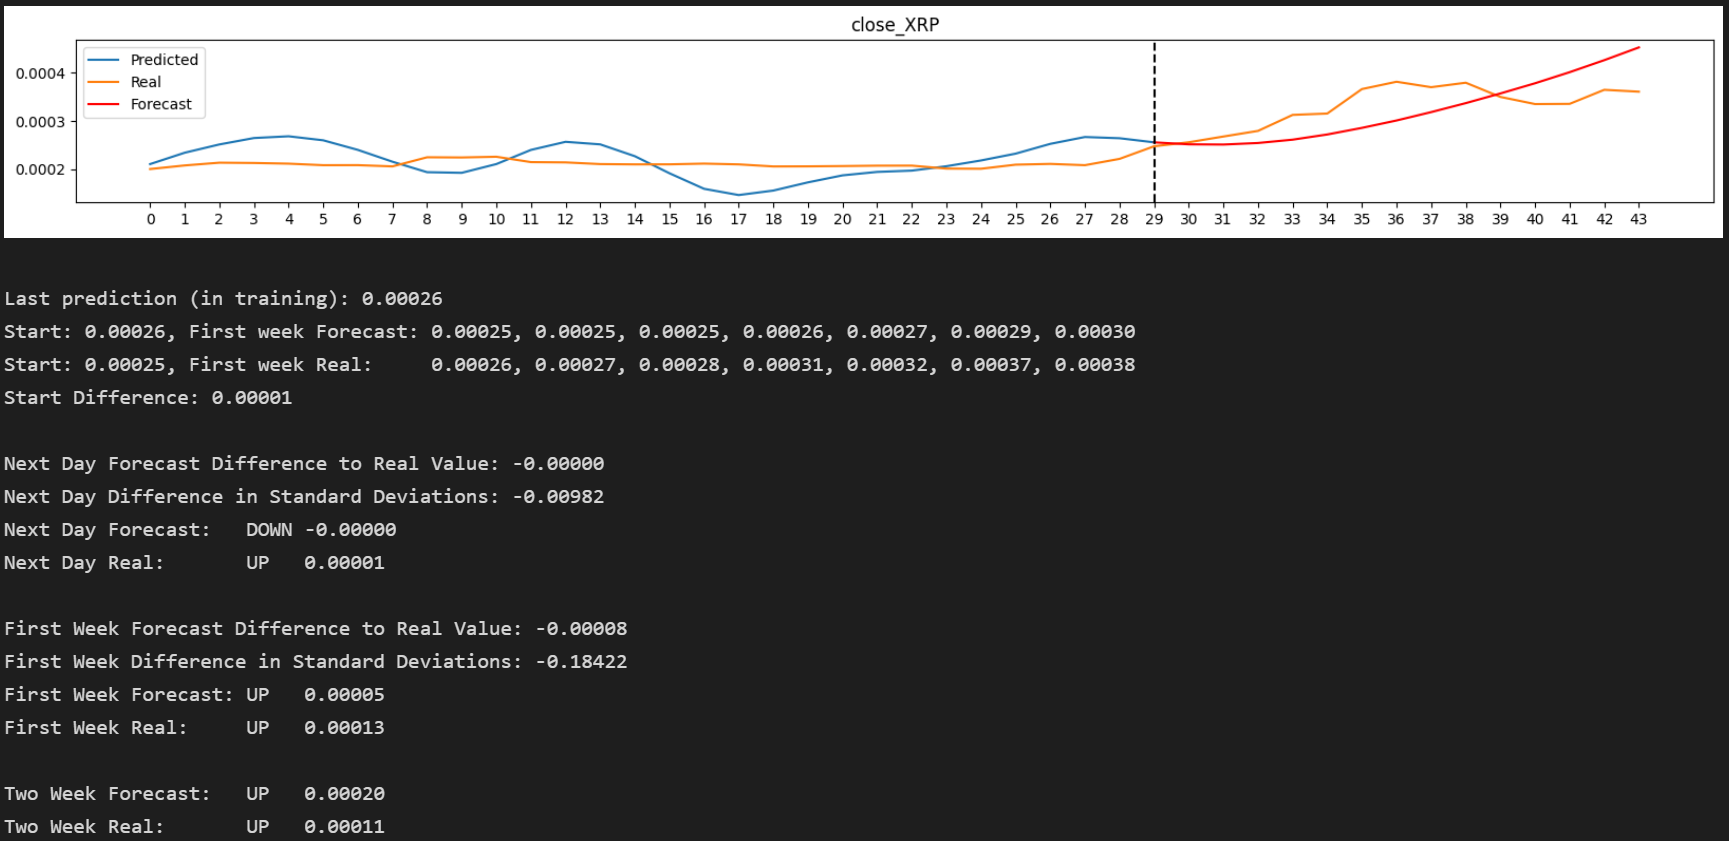 close_XRP
Predicted
Real
Forecast
0.0004
0.0003
0.0002
0 1 2 3 4 5 6 7 8 9 10 11 12 13 14 15 16 17 18 19 20 21 22 23 24 25 26 27 28 29 30 31 32 33 34 35 36 37 38 39 40 41 42 43
Last prediction (in training): 0.00026
Start: 0.00026, First week Forecast: 0.00025, 0.00025, 0.00025, 0.00026, 0.00027, 0.00029, 0.00030
Start: 0.00025, First week Real:     0.00026, 0.00027, 0.00028, 0.00031, 0.00032, 0.00037, 0.00038
Start Difference: 0.00001
Next Day Forecast Difference to Real Value: -0.00000
Next Day Difference in Standard Deviations: -0.00982
Next Day Forecast:   DOWN -0.00000
Next Day Real:       UP   0.00001
First Week Forecast Difference to Real Value: -0.00008
First Week Difference in Standard Deviations: -0.18422
First Week Forecast: UP   0.00005
First Week Real:     UP   0.00013
Two Week Forecast:   UP   0.00020
Two Week Real:       UP   0.00011